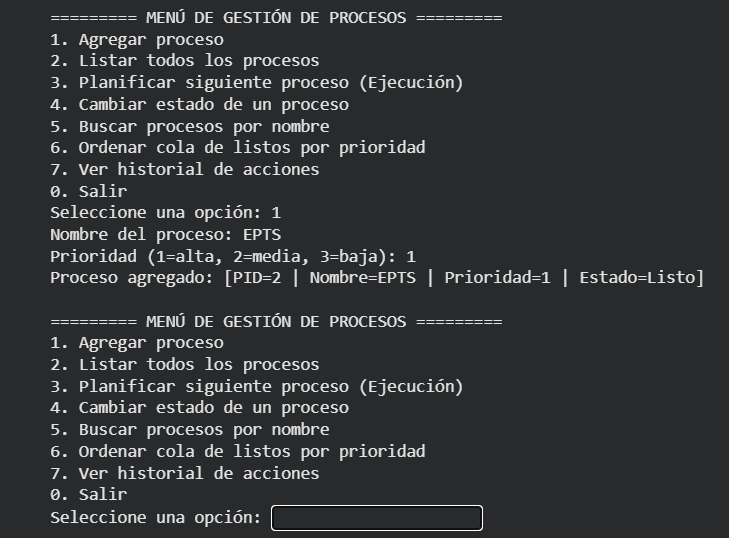 ========= MENÚ DE GESTIÓN DE PROCESOS =========
1. Agregar proceso
2. Listar todos los procesos
3. Planificar siguiente proceso (Ejecución)
4. Cambiar estado de un proceso
5. Buscar procesos por nombre
6. Ordenar cola de listos por prioridad
7. Ver historial de acciones
0. Salir
Seleccione una opción: 1
Nombre del proceso: EPTS
Prioridad (1=alta, 2=media, 3=baja): 1
Proceso agregado: [PID=2 | Nombre=EPTS | Prioridad=1 | Estado=Listo]
========= MENÚ DE GESTIÓN DE PROCESOS =========
1. Agregar proceso
2. Listar todos los procesos
3. Planificar siguiente proceso (Ejecución)
4. Cambiar estado de un proceso
5. Buscar procesos por nombre
6. Ordenar cola de listos por prioridad
7. Ver historial de acciones
0. Salir
Seleccione una opción: